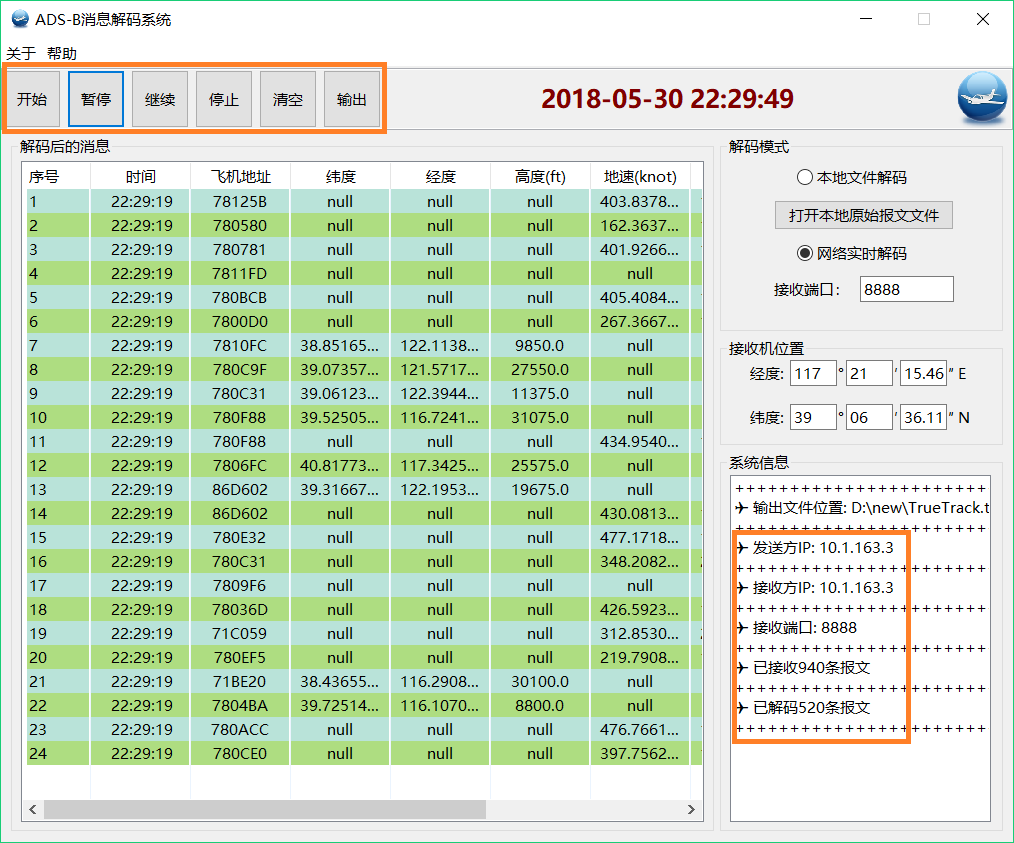 ADS-B消息解码系统
关于 帮助
开始 暂停 继续 停止 清空 输出 2018-05-30 22:29:49
解码后的消息
序号 时间 飞机地址 纬度 经度 高度(ft) 地速(knot)
1 22:29:19 78125B null null null 403.8378...
2 22:29:19 780580 null null null 162.3637...
3 22:29:19 780781 null null null 401.9266...
4 22:29:19 7811FD null null null null
5 22:29:19 780BCB null null null 405.4084...
6 22:29:19 7800D0 null null null 267.3667...
7 22:29:19 7810FC 38.85165... 122.1138... 9850.0 null
8 22:29:19 780C9F 39.07357... 121.5717... 27550.0 null
9 22:29:19 780C31 39.06123... 122.3944... 11375.0 null
10 22:29:19 780F88 39.52505... 116.7241... 31075.0 null
11 22:29:19 780F88 null null null 434.9540...
12 22:29:19 7806FC 40.81773... 117.3425... 25575.0 null
13 22:29:19 86D602 39.31667... 122.1953... 19675.0 null
14 22:29:19 86D602 null null null 430.0813...
15 22:29:19 780E32 null null null 477.1718...
16 22:29:19 780C31 null null null 348.2082...
17 22:29:19 7809F6 null null null null
18 22:29:19 78036D null null null 426.5923...
19 22:29:19 71C059 null null null 312.8530...
20 22:29:19 780EF5 null null null 219.7908...
21 22:29:19 71BE20 38.43655... 116.2908... 30100.0 null
22 22:29:19 7804BA 39.72514... 116.1070... 8800.0 null
23 22:29:19 780ACC null null null 476.7661...
24 22:29:19 780CE0 null null null 397.7562...
解码模式
本地文件解码
打开本地原始报文文件
网络实时解码
接收端口: 8888
接收机位置
经度: 117 ° 21 ′ 15.46 ″ E
纬度: 39 ° 06 ′ 36.11 ″ N
系统信息
+++++++++++++++++++++++
✈ 输出文件位置: D:\new\TrueTrack.t
+++++++++++++++++++++++
✈ 发送方IP: 10.1.163.3
+++++++++++++++++++++++
✈ 接收方IP: 10.1.163.3
+++++++++++++++++++++++
✈ 接收端口: 8888
+++++++++++++++++++++++
✈ 已接收940条报文
+++++++++++++++++++++++
✈ 已解码520条报文
+++++++++++++++++++++++